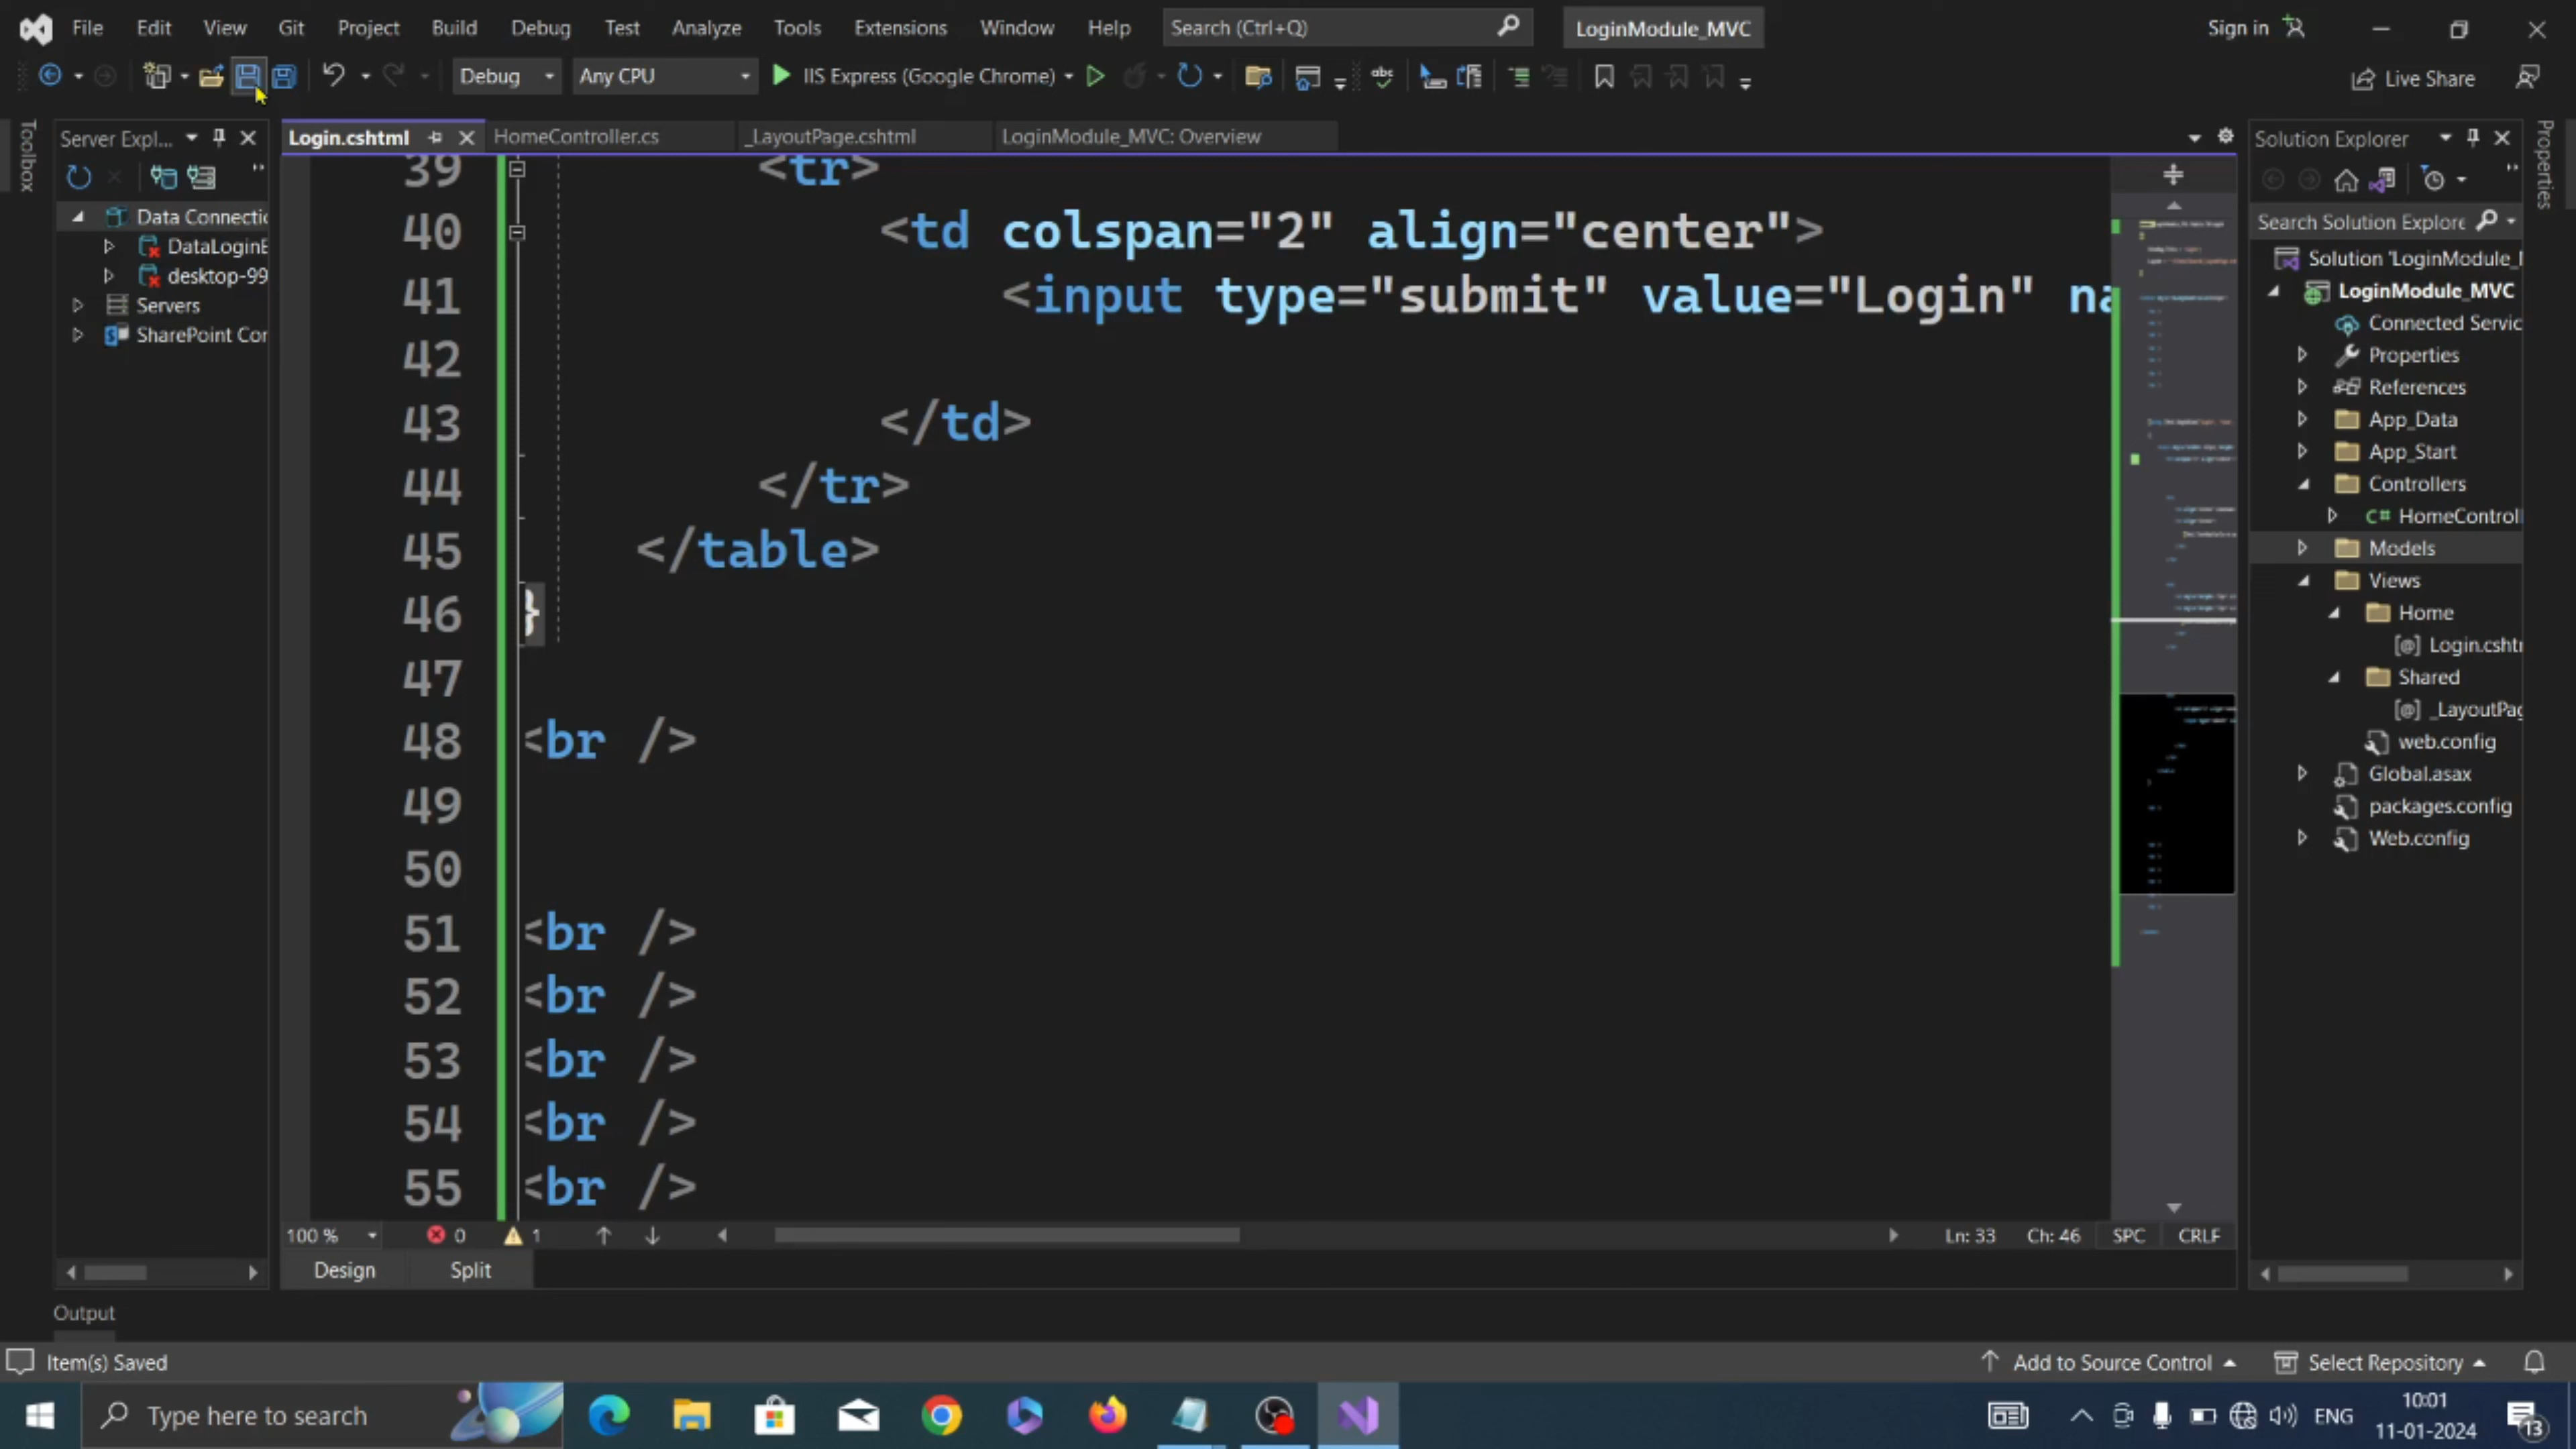 File Edit View Git Project Build Debug Test Analyze Tools Extensions Window Help Search (Ctrl+Q) LoginModule_MVC Sign in
Debug Any CPU IIS Express (Google Chrome) Live Share
Toolbox
Server Expl...
Data Connectic
DataLoginE
desktop-99
Servers
SharePoint Cor
Login.cshtml HomeController.cs _LayoutPage.cshtml LoginModule_MVC: Overview
39 <tr>
40 <td colspan="2" align="center">
41 <input type="submit" value="Login" na
42
43 </td>
44 </tr>
45 </table>
46 }
47
48 <br />
49
50
51 <br />
52 <br />
53 <br />
54 <br />
55 <br />
100 % 0 1 Ln: 33 Ch: 46 SPC CRLF
Design Split
Solution Explorer
Search Solution Explore
Solution 'LoginModule_
LoginModule_MVC
Connected Servic
Properties
References
App_Data
App_Start
Controllers
C# HomeControll
Models
Views
Home
[@] Login.csht
Shared
[@] _LayoutPag
web.config
Global.asax
packages.config
Web.config
Properties
Output
Item(s) Saved Add to Source Control Select Repository
Type here to search ENG 10:01 11-01-2024 13